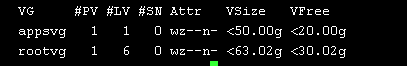 VG #PV #LV #SN Attr VSize VFree
appsvg 1 1 0 wz--n- <50.00g <20.00g
rootvg 1 6 0 wz--n- <63.02g <30.02g